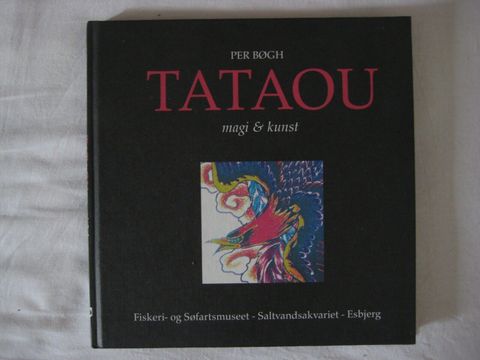 PER BØGH
TATAOU
magi & kunst
Fiskeri- og Søfartsmuseet - Saltvandsakvariet - Esbjerg